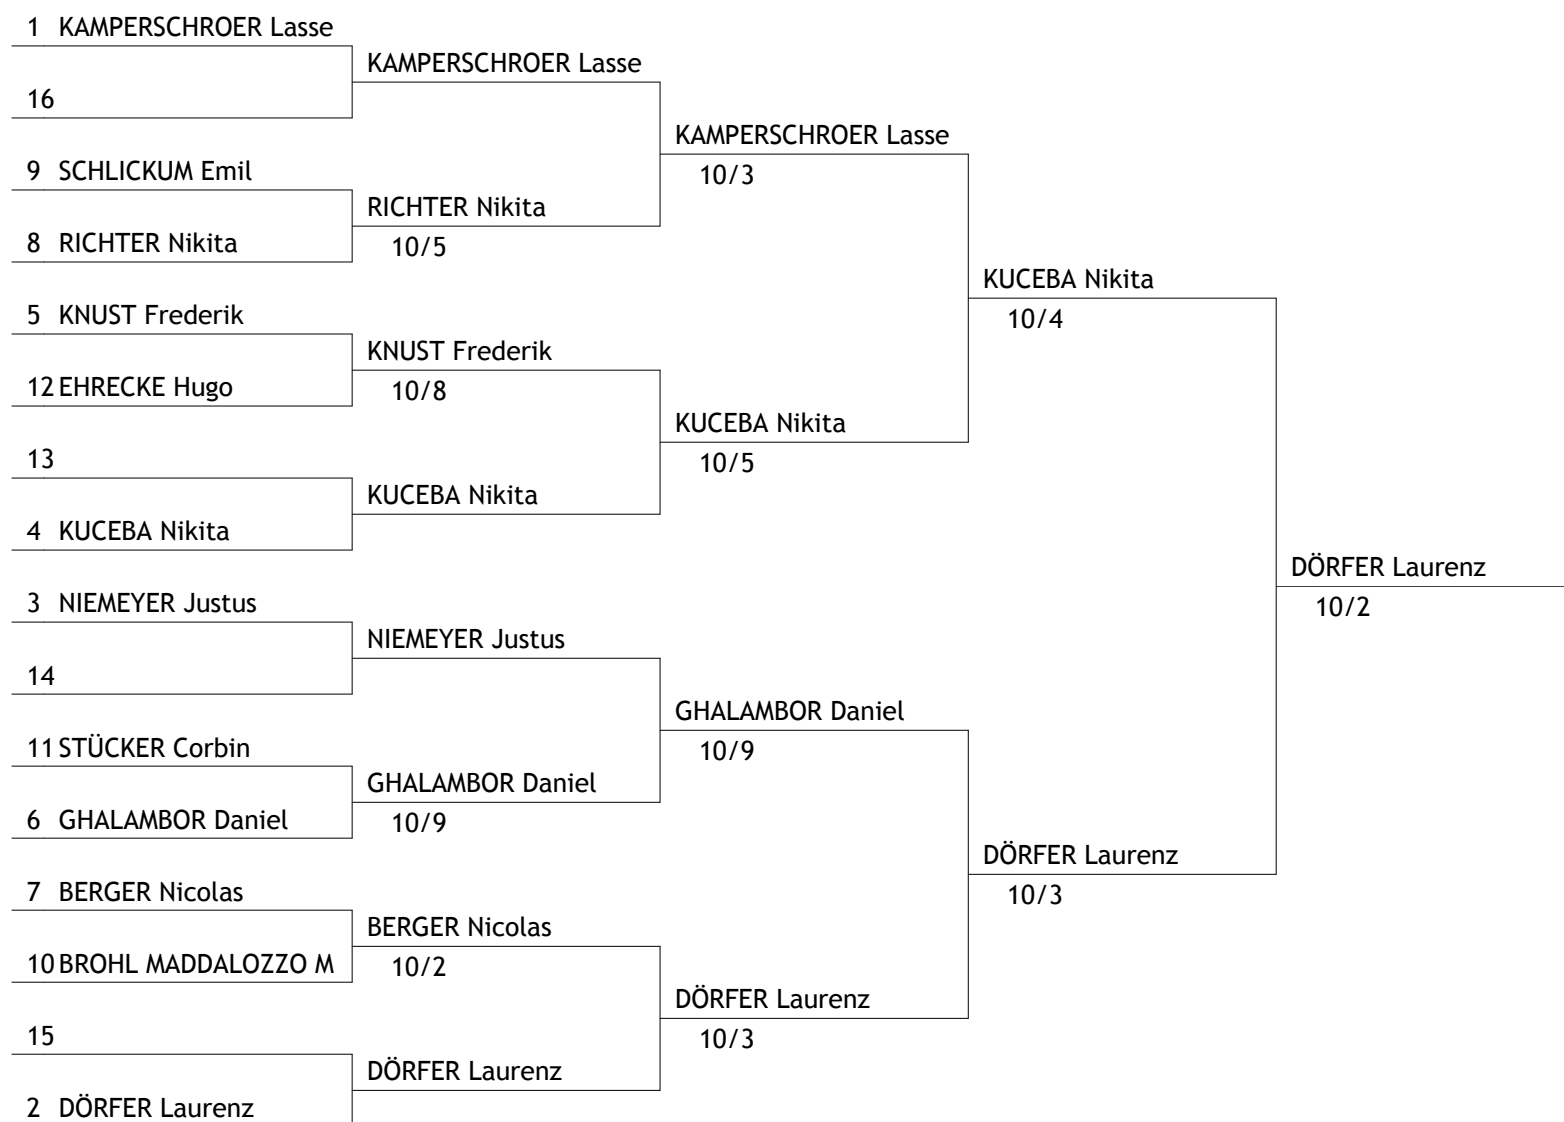 1 KAMPERSCHROER Lasse
KAMPERSCHROER Lasse
16
KAMPERSCHROER Lasse
10/3
9 SCHLICKUM Emil
RICHTER Nikita
8 RICHTER Nikita
10/5
KUCEBA Nikita
10/4
5 KNUST Frederik
KNUST Frederik
12 EHRECKE Hugo
10/8
KUCEBA Nikita
10/5
13
KUCEBA Nikita
4 KUCEBA Nikita
DÖRFER Laurenz
10/2
3 NIEMEYER Justus
NIEMEYER Justus
14
GHALAMBOR Daniel
10/9
11 STÜCKER Corbin
GHALAMBOR Daniel
6 GHALAMBOR Daniel
10/9
DÖRFER Laurenz
10/3
7 BERGER Nicolas
BERGER Nicolas
10 BROHL MADDALOZZO M
10/2
DÖRFER Laurenz
10/3
15
DÖRFER Laurenz
2 DÖRFER Laurenz